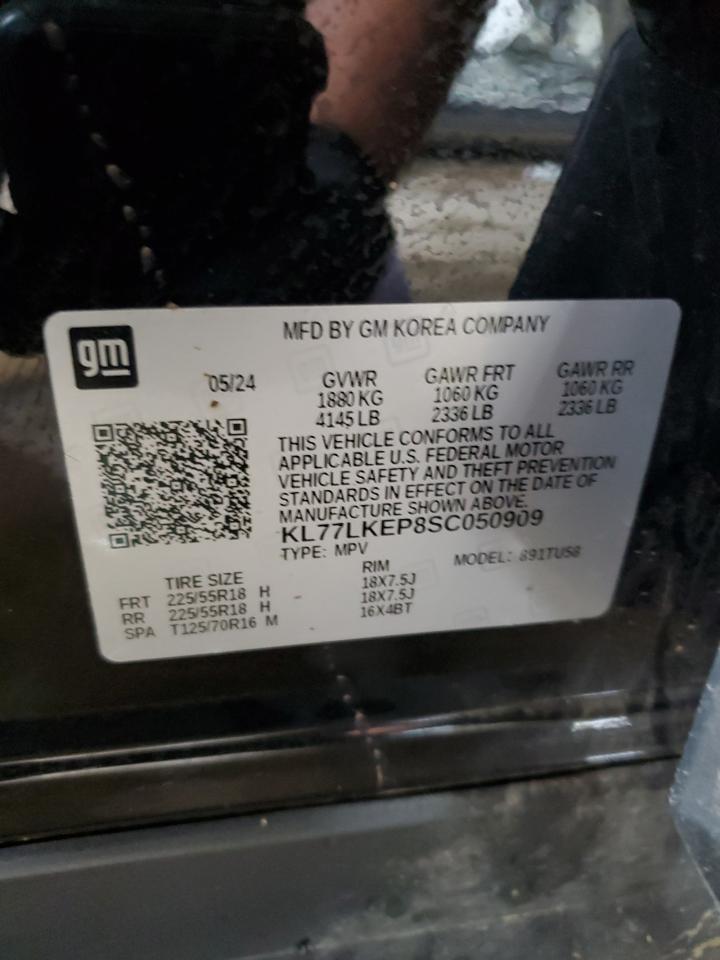 gm
MFD BY GM KOREA COMPANY
05/24
GVWR
1880 KG
4145 LB
GAWR FRT
1060 KG
2336 LB
GAWR RR
1060 KG
2336 LB
THIS VEHICLE CONFORMS TO ALL
APPLICABLE U.S. FEDERAL MOTOR
VEHICLE SAFETY AND THEFT PREVENTION
STANDARDS IN EFFECT ON THE DATE OF
MANUFACTURE SHOWN ABOVE.
KL77LKEP8SC050909
TYPE: MPV
MODEL: 891TU58
TIRE SIZE
RIM
FRT 225/55R18 H 18X7.5J
RR 225/55R18 H 18X7.5J
SPA T125/70R16 M 16X4BT